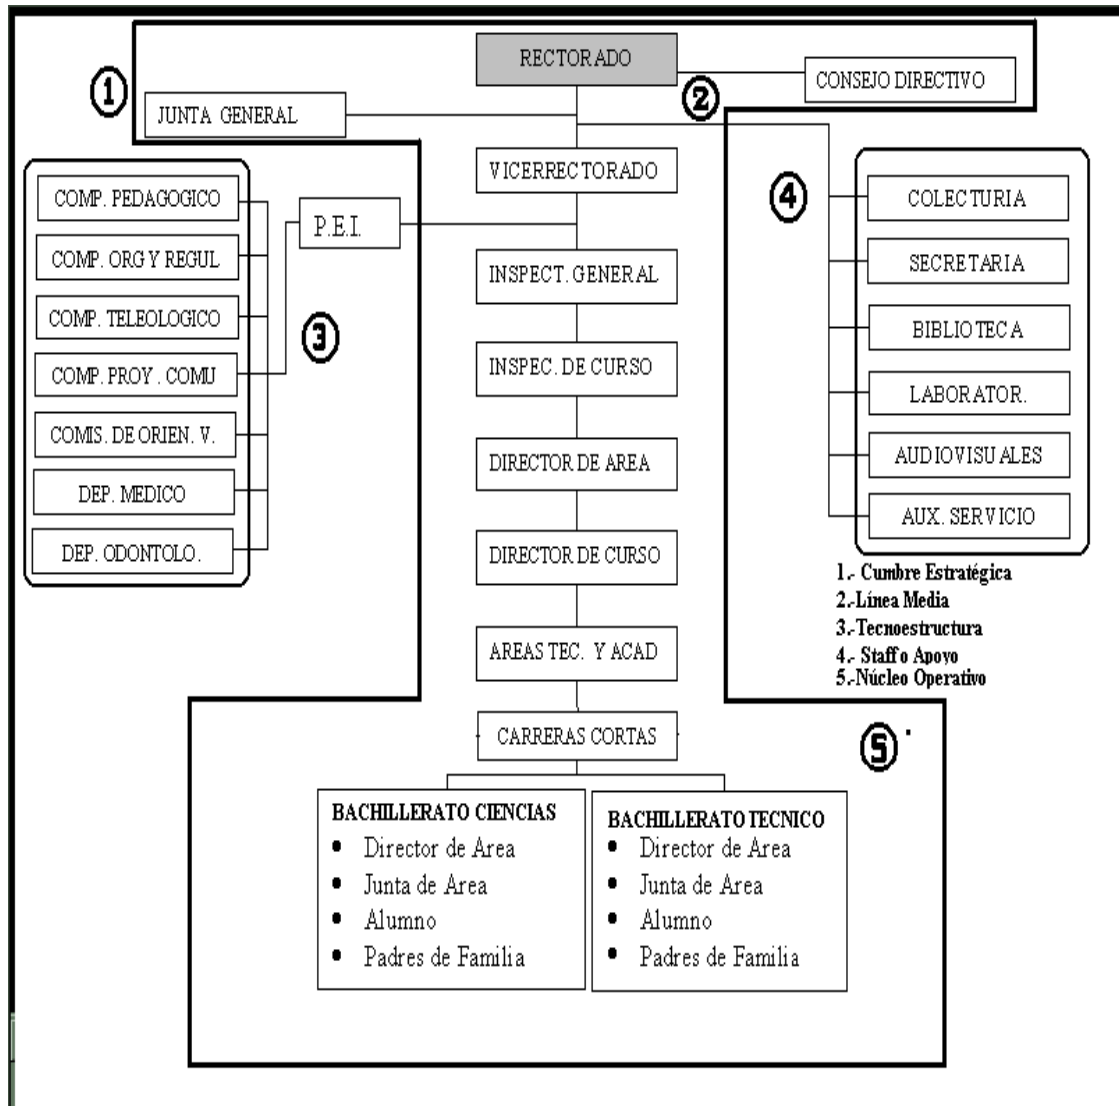 RECTORADO
CONSEJO DIRECTIVO
1
2
JUNTA GENERAL
VICERRECTORADO
4
COMP. PEDAGOGICO
P.E.I.
COLECTURIA
COMP. ORG Y REGUL
INSPECT. GENERAL
SECRETARIA
COMP. TELEOLOGICO
3
BIBLIOTECA
COMP. PROY . COMU
INSPEC. DE CURSO
LABORATOR.
COMIS. DE ORIEN. V.
DIRECTOR DE AREA
AUDIOVISUALES
DEP. MEDICO
AUX. SERVICIO
DEP. ODONTOLO.
DIRECTOR DE CURSO
1.- Cumbre Estratégica
2.-Línea Media
3.-Tecnoestructura
4.- Staff o Apoyo
5.-Núcleo Operativo
AREAS TEC. Y ACAD
CARRERAS CORTAS
5
BACHILLERATO CIENCIAS
• Director de Area
• Junta de Area
• Alumno
• Padres de Familia
BACHILLERATO TECNICO
• Director de Area
• Junta de Area
• Alumno
• Padres de Familia